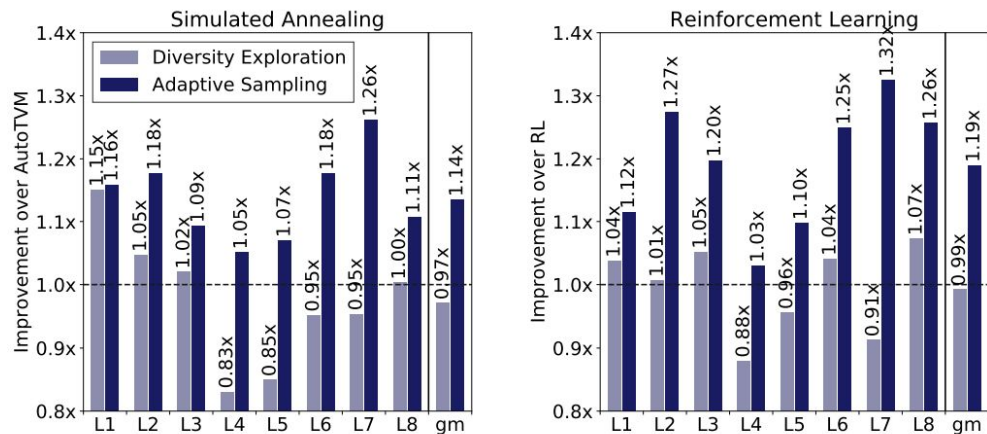 Simulated Annealing
Improvement over AutoTVM
1.4x
1.3x
1.2x
1.1x
1.0x
0.9x
0.8x
Diversity Exploration
Adaptive Sampling
1.15x
1.16x
1.05x
1.18x
1.02x
1.09x
0.83x
1.05x
0.85x
1.07x
0.95x
1.18x
0.95x
1.26x
1.00x
1.11x
0.97x
1.14x
L1 L2 L3 L4 L5 L6 L7 L8 gm
Reinforcement Learning
Improvement over RL
1.4x
1.3x
1.2x
1.1x
1.0x
0.9x
0.8x
1.04x
1.12x
1.01x
1.27x
1.05x
1.20x
0.88x
1.03x
0.96x
1.10x
1.04x
1.25x
0.91x
1.32x
1.07x
1.26x
0.99x
1.19x
L1 L2 L3 L4 L5 L6 L7 L8 gm